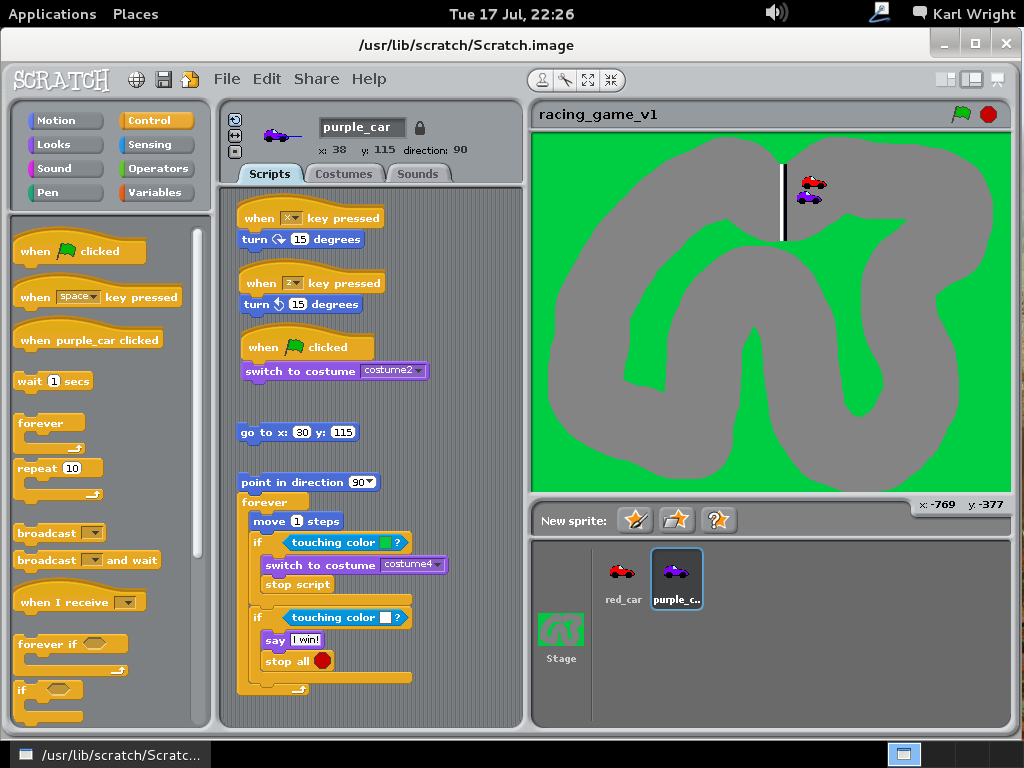 Applications Places Tue 17 Jul, 22:26 Karl Wright
/usr/lib/scratch/Scratch.image
SCRATCH File Edit Share Help
Motion Control
Looks Sensing
Sound Operators
Pen Variables
when clicked
when space key pressed
when purple_car clicked
wait 1 secs
forever
repeat 10
broadcast
broadcast and wait
when I receive
forever if
if
purple_car
x: 38 y: 115 direction: 90
Scripts Costumes Sounds
when x key pressed
turn 15 degrees
when z key pressed
turn 15 degrees
when clicked
switch to costume costume2
go to x: 30 y: 115
point in direction 90
forever
move 1 steps
if touching color ?
switch to costume costume4
stop script
if touching color ?
say I win!
stop all
racing_game_v1
x: -769 y: -377
New sprite:
red_car purple_c..
Stage
/usr/lib/scratch/Scratc...